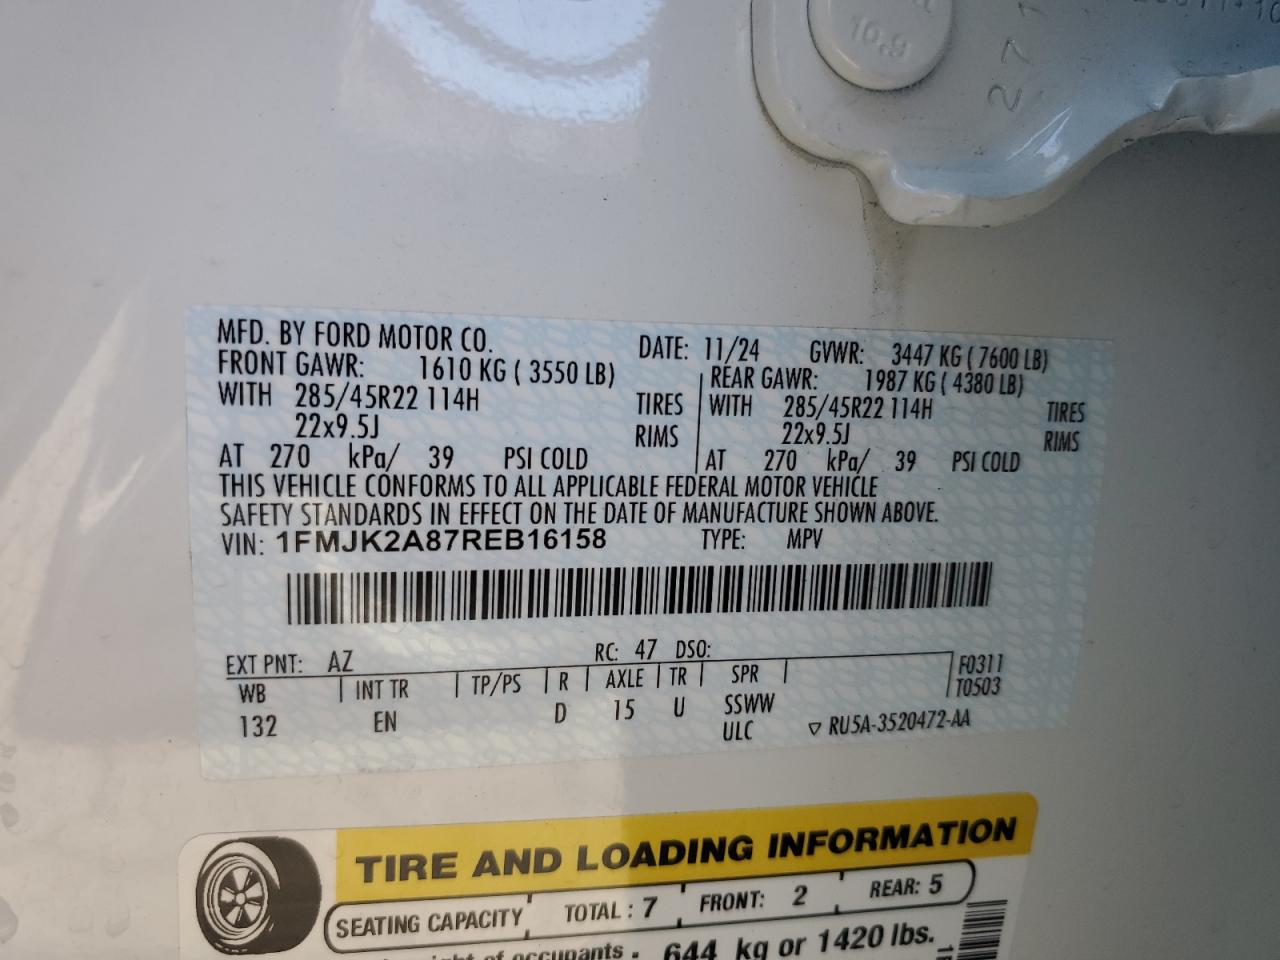 10.9
271
MFD. BY FORD MOTOR CO. DATE: 11/24 GVWR: 3447 KG ( 7600 LB)
FRONT GAWR: 1610 KG ( 3550 LB) REAR GAWR: 1987 KG ( 4380 LB)
WITH 285/45R22 114H TIRES WITH 285/45R22 114H TIRES
22x9.5J RIMS 22x9.5J RIMS
AT 270 kPa/ 39 PSI COLD AT 270 kPa/ 39 PSI COLD
THIS VEHICLE CONFORMS TO ALL APPLICABLE FEDERAL MOTOR VEHICLE
SAFETY STANDARDS IN EFFECT ON THE DATE OF MANUFACTURE SHOWN ABOVE.
VIN: 1FMJK2A87REB16158 TYPE: MPV
EXT PNT: AZ RC: 47 DSO: F0311
WB INT TR TP/PS R AXLE TR SPR T0503
132 EN D 15 U SSWW
ULC ▽ RU5A-3520472-AA
TIRE AND LOADING INFORMATION
SEATING CAPACITY TOTAL : 7 FRONT: 2 REAR: 5
of occupants 644 kg or 1420 lbs.